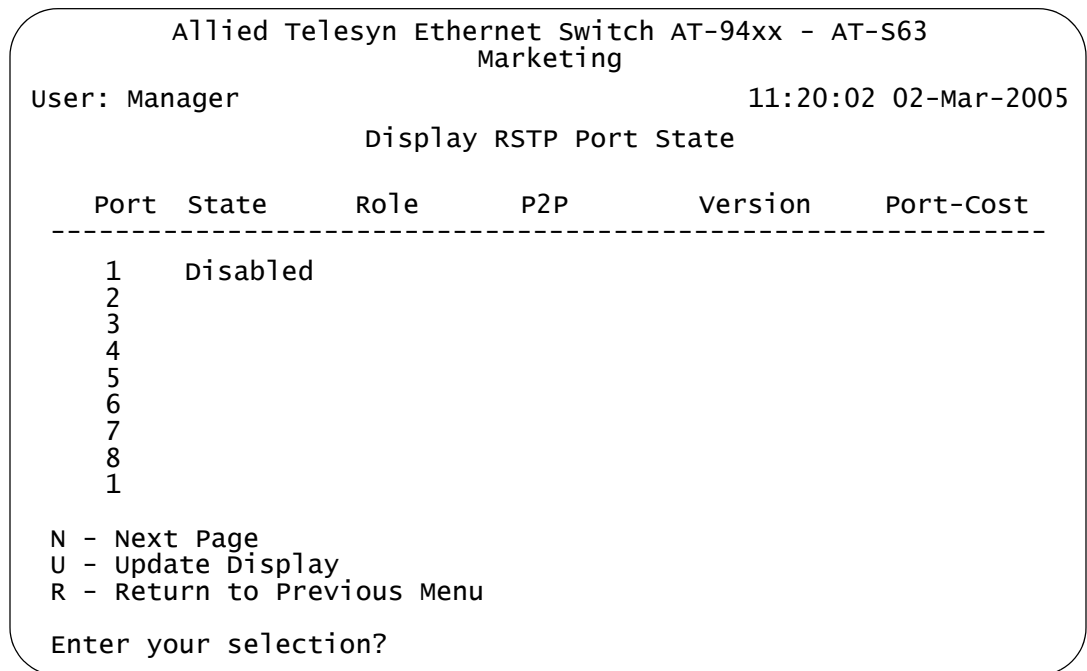 Allied Telesyn Ethernet Switch AT-94xx - AT-S63
Marketing
User: Manager 11:20:02 02-Mar-2005
Display RSTP Port State
Port State Role P2P Version Port-Cost
--------------------------------------------------------------
1 Disabled
2
3
4
5
6
7
8
1
N - Next Page
U - Update Display
R - Return to Previous Menu
Enter your selection?